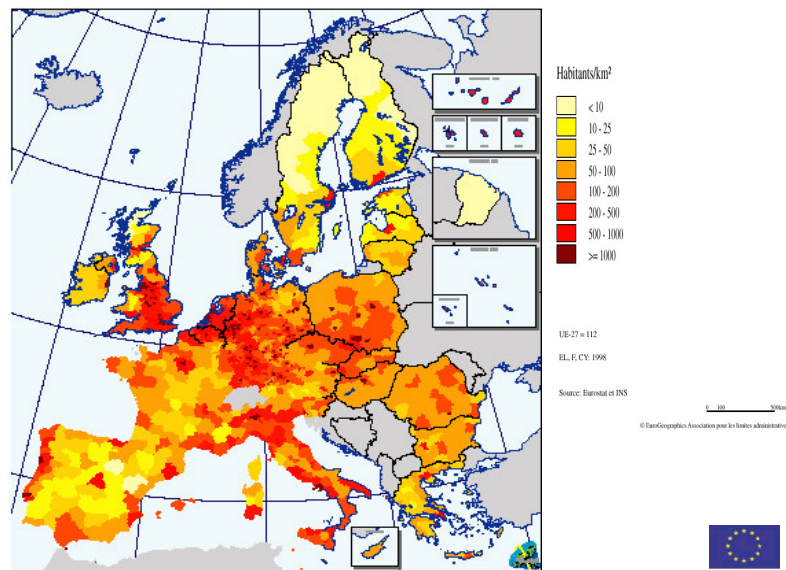 Habitants/km²
< 10
10 - 25
25 - 50
50 - 100
100 - 200
200 - 500
500 - 1000
>= 1000
UE-27 = 112
EL, F, CY: 1998
Source: Eurostat et INS
0 100 500km
© EuroGeographics Association pour les limites administrative